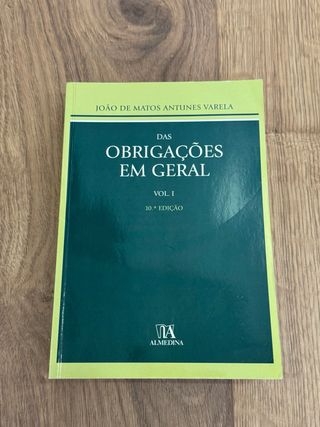 JOÃO DE MATOS ANTUNES VARELA
DAS
OBRIGAÇÕES
EM GERAL
VOL. I
10.ª EDIÇÃO
ALMEDINA